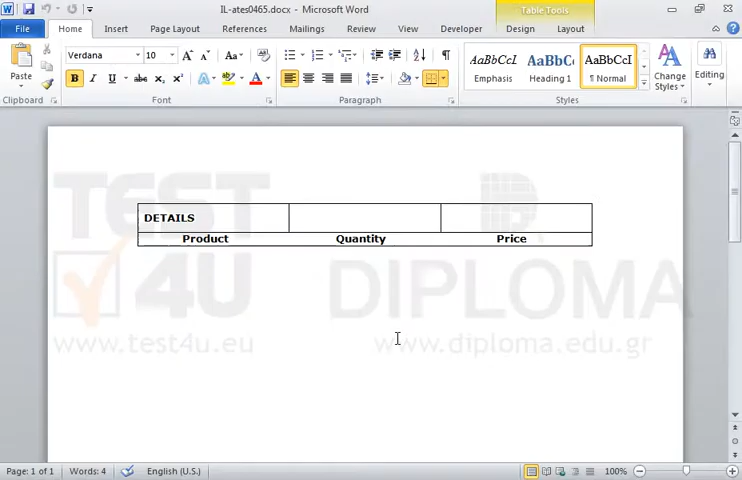 IL-ates0465.docx - Microsoft Word
Table Tools
File
Home
Insert
Page Layout
References
Mailings
Review
View
Developer
Design
Layout
Paste
Clipboard
Verdana
10
Font
Paragraph
AaBbCcI
Emphasis
AaBbCc
Heading 1
AaBbCcI
¶ Normal
Change Styles
Styles
Editing
TEST
4U
www.test4u.eu
DIPLOMA
www.diploma.edu.gr
DETAILS
Product Quantity Price
Page: 1 of 1
Words: 4
English (U.S.)
100%